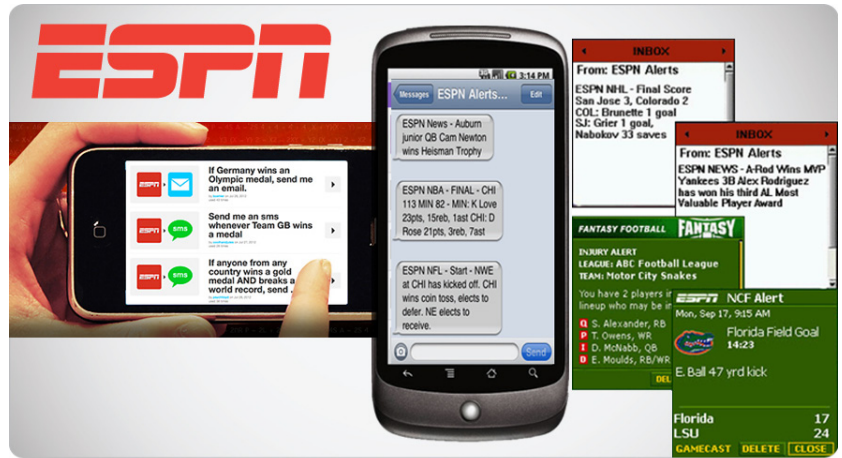 ESPN
If Germany wins an
Olympic medal, send me
an email.
ESPN
Send me an sms
whenever Team GB wins
a medal
ESPN
sms
If anyone from any
country wins a gold
medal AND breaks a
world record, send
ESPN
sms
3:14 PM
Messages
ESPN Alerts...
Edit
ESPN News - Auburn
junior QB Cam Newton
wins Heisman Trophy
ESPN NBA - FINAL - CHI
113 MIN 82 - MIN: K Love
23pts, 15reb, 1ast CHI: D
Rose 21pts, 3reb, 7ast
ESPN NFL - Start - NWE
at CHI has kicked off. CHI
wins coin toss, elects to
defer. NE elects to
receive.
Send
INBOX
From: ESPN Alerts
ESPN NHL - Final Score
San Jose 3, Colorado 2
COL: Brunette 1 goal
SJ: Grier 1 goal,
Nabokov 33 saves
INBOX
From: ESPN Alerts
ESPN NEWS - A-Rod Wins MVP
Yankees 3B Alex Rodriguez
has won his third AL Most
Valuable Player Award
FANTASY FOOTBALL
FANTASY
INJURY ALERT
LEAGUE: ABC Football League
TEAM: Motor City Snakes
You have 2 players in
lineup who may be in
Q S. Alexander, RB
P T. Owens, WR
I D. McNabb, QB
D E. Moulds, RB/WR
DEL
ESPN NCF Alert
Mon, Sep 17, 9:15 AM
Florida Field Goal
14:23
E. Ball 47 yrd kick
Florida 17
LSU 24
GAMECAST DELETE CLOSE